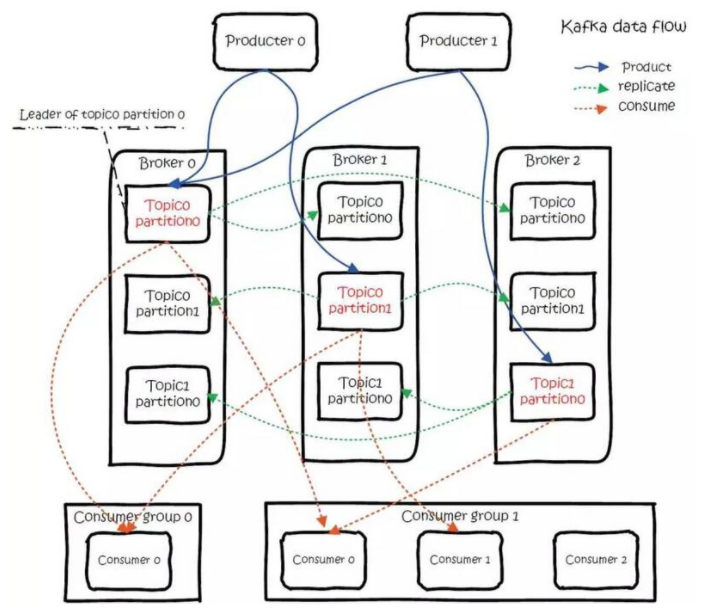 Producter 0
Producter 1
Kafka data flow
Product
replicate
consume
Leader of topico partition 0
Broker 0
Broker 1
Broker 2
Topico
partition0
Topico
partition0
Topico
partition0
Topico
partition1
Topico
partition1
Topico
partition1
Topic1
partition0
Topic1
partition0
Topic1
partition0
Consumer group 0
Consumer group 1
Consumer 0
Consumer 0
Consumer 1
Consumer 2